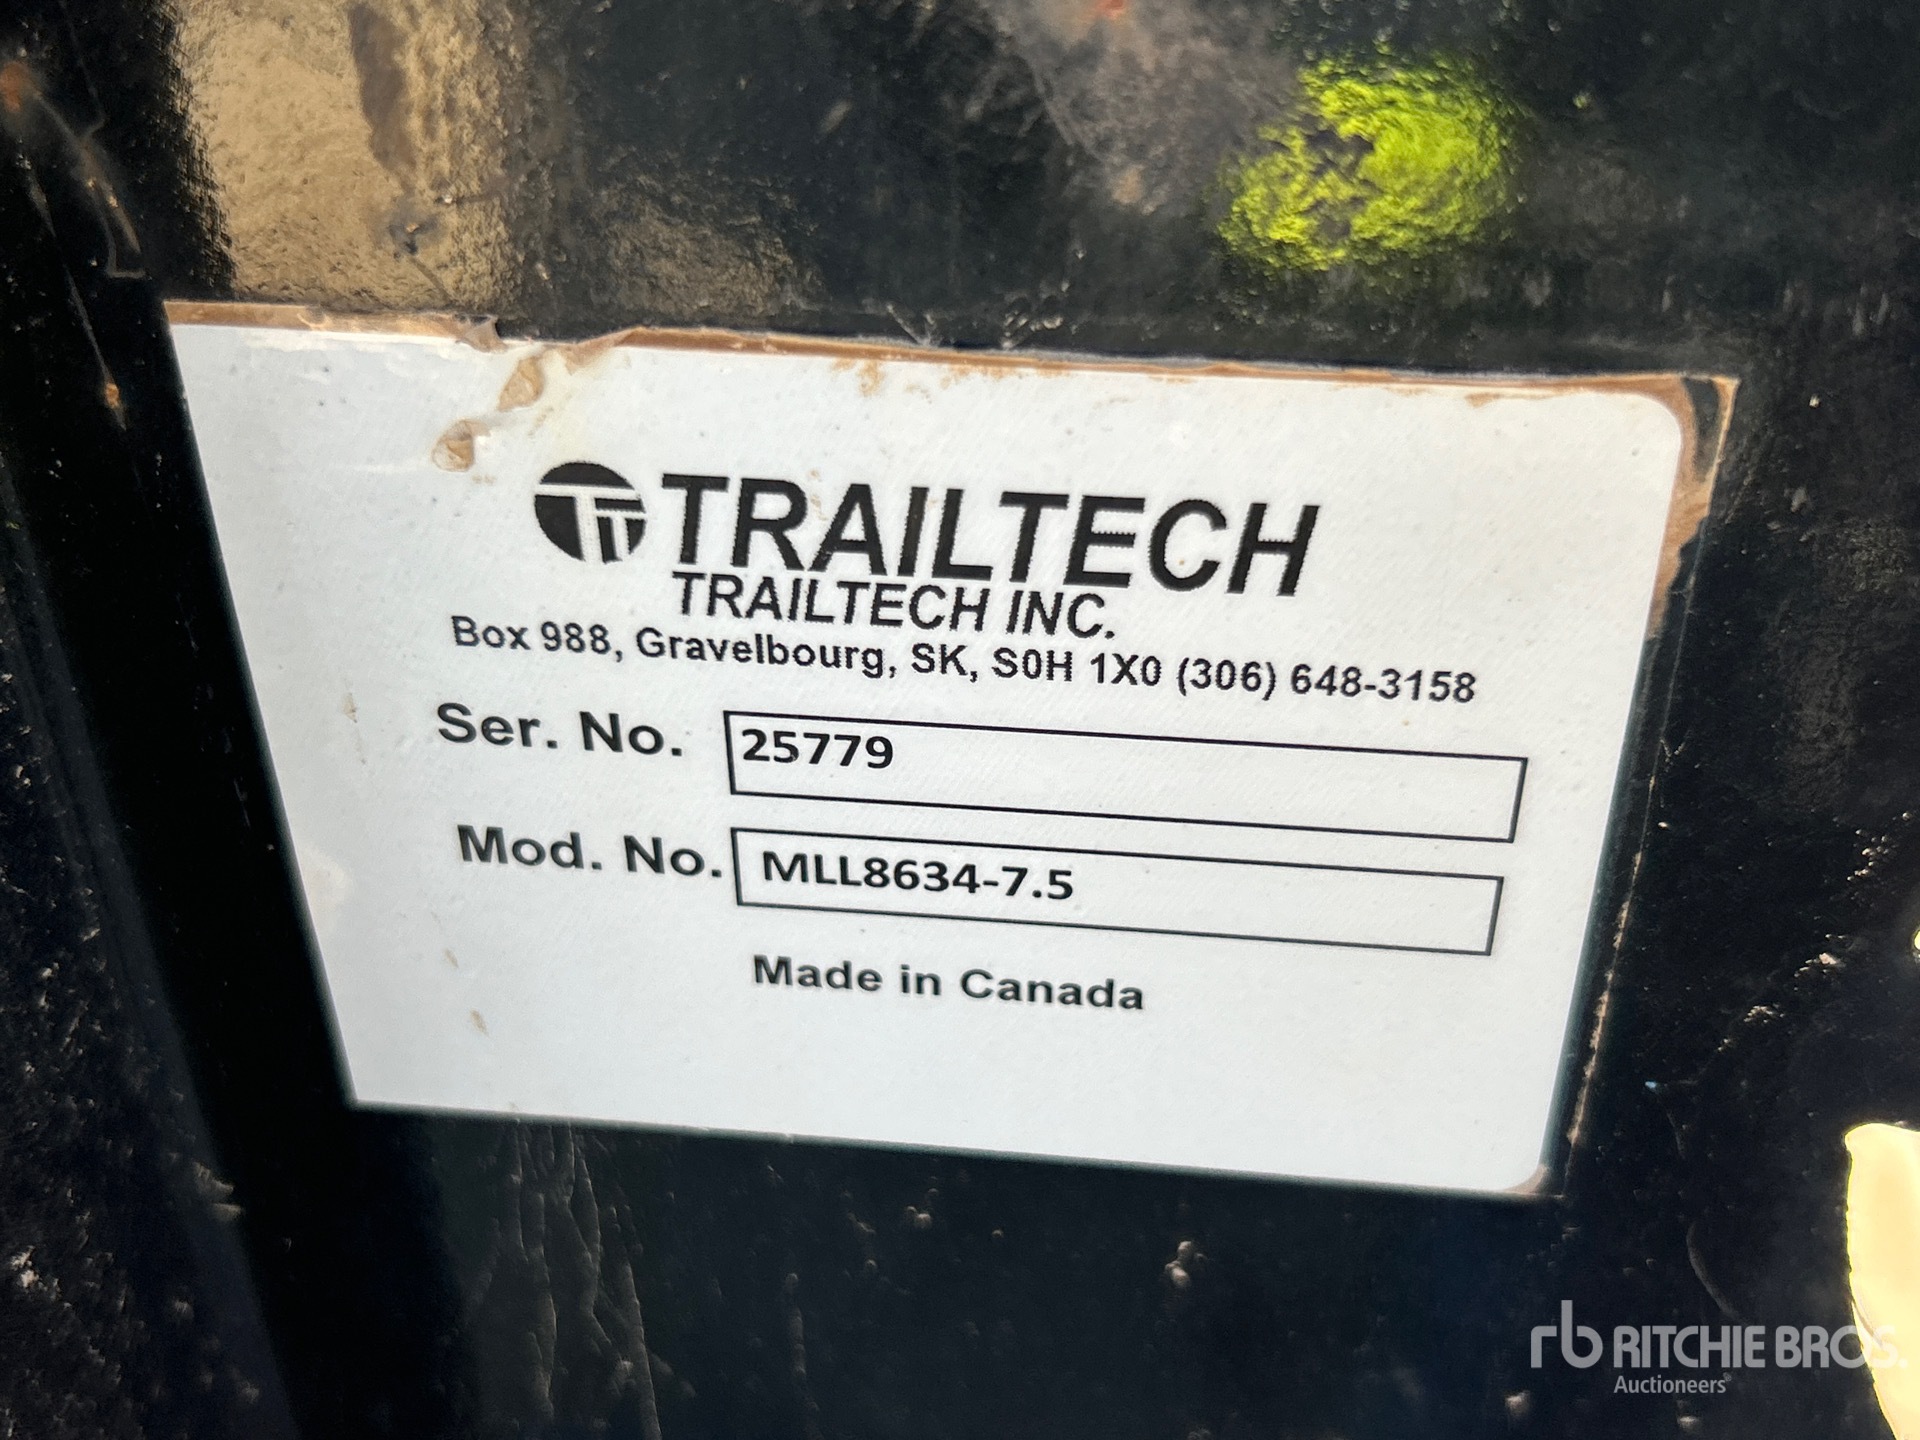 TRAILTECH
TRAILTECH INC.
Box 988, Gravelbourg, SK, S0H 1X0 (306) 648-3158
Ser. No. 25779
Mod. No. MLL8634-7.5
Made in Canada
rb RITCHIE BROS.
Auctioneers